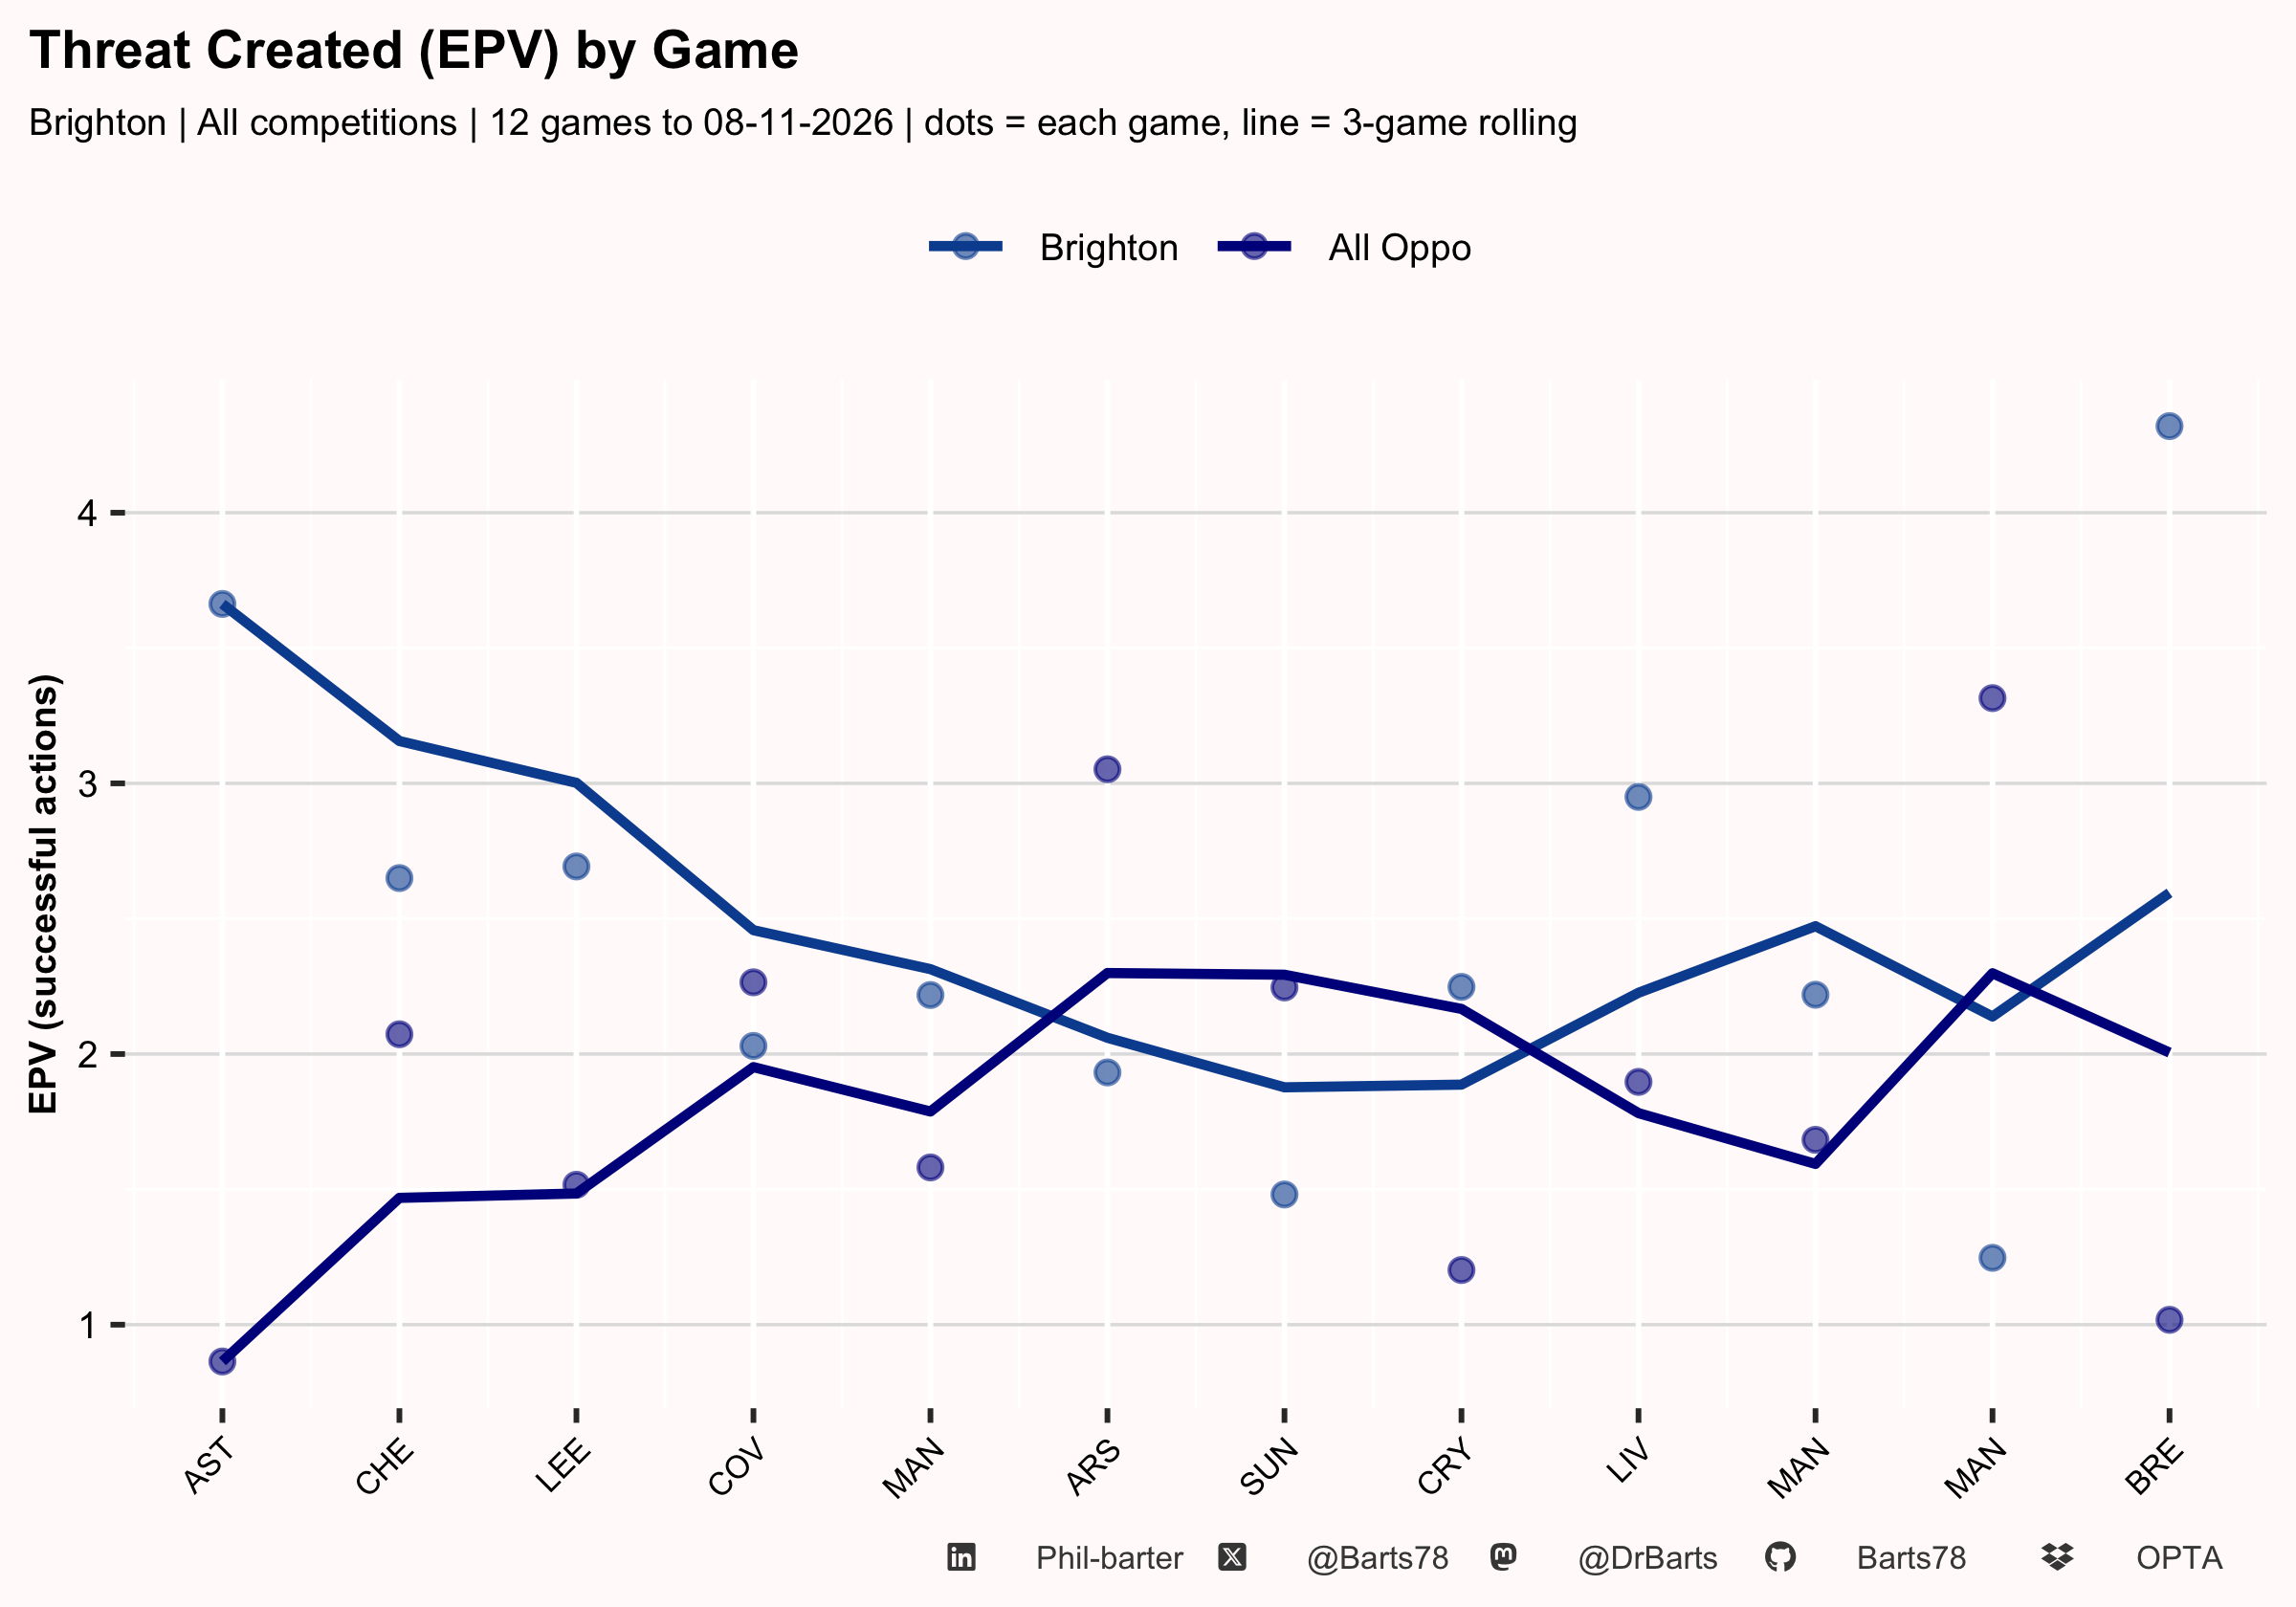 Threat Created (EPV) by Game
Brighton | All competitions | 12 games to 08-11-2026 | dots = each game, line = 3-game rolling
Brighton All Oppo
EPV (successful actions)
4
3
2
1
AST CHE LEE COV MAN ARS SUN CRY LIV MAN MAN BRE
Phil-barter @Barts78 @DrBarts Barts78 OPTA